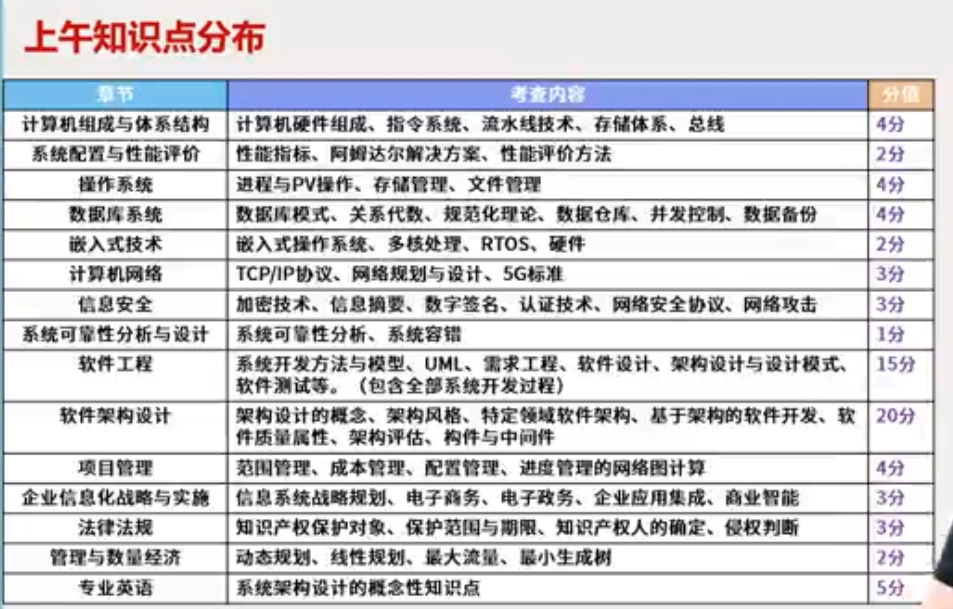 上午知识点分布
章节 考查内容 分值
计算机组成与体系结构 计算机硬件组成、指令系统、流水线技术、存储体系、总线 4分
系统配置与性能评价 性能指标、阿姆达尔解决方案、性能评价方法 2分
操作系统 进程与PV操作、存储管理、文件管理 4分
数据库系统 数据库模式、关系代数、规范化理论、数据仓库、并发控制、数据备份 4分
嵌入式技术 嵌入式操作系统、多核处理、RTOS、硬件 2分
计算机网络 TCP/IP协议、网络规划与设计、5G标准 3分
信息安全 加密技术、信息摘要、数字签名、认证技术、网络安全协议、网络攻击 3分
系统可靠性分析与设计 系统可靠性分析、系统容错 1分
软件工程 系统开发方法与模型、UML、需求工程、软件设计、架构设计与设计模式、 15分
软件测试等。（包含全部系统开发过程）
软件架构设计 架构设计的概念、架构风格、特定领域软件架构、基于架构的软件开发、软 20分
件质量属性、架构评估、构件与中间件
项目管理 范围管理、成本管理、配置管理、进度管理的网络图计算 4分
企业信息化战略与实施 信息系统战略规划、电子商务、电子政务、企业应用集成、商业智能 3分
法律法规 知识产权保护对象、保护范围与期限、知识产权人的确定、侵权判断 3分
管理与数量经济 动态规划、线性规划、最大流量、最小生成树 2分
专业英语 系统架构设计的概念性知识点 5分